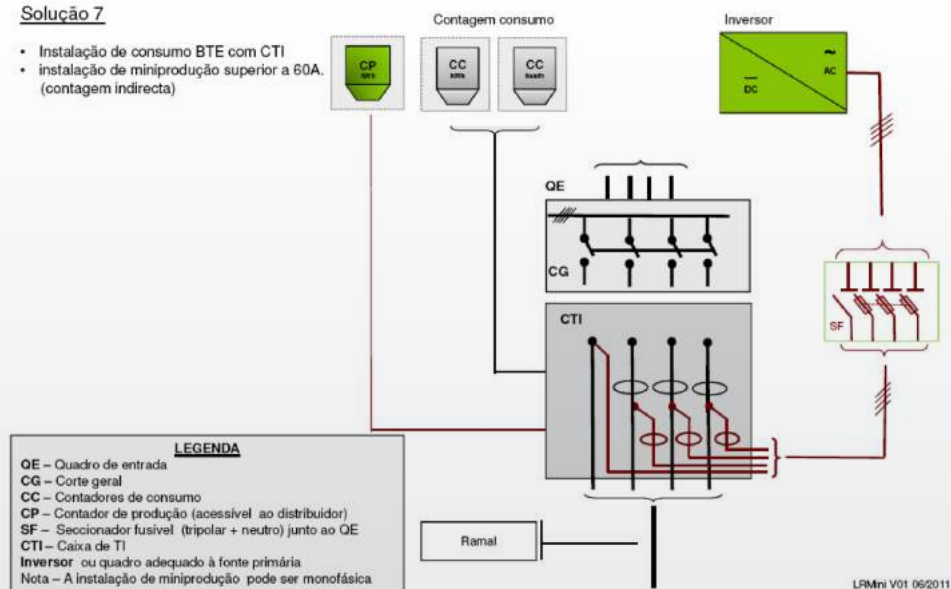 Solução 7
• Instalação de consumo BTE com CTI
• instalação de miniprodução superior a 60A.
(contagem indirecta)
Contagem consumo
Inversor
CP
CC
CC
DC
AC
QE
CG
CTI
SF
LEGENDA
QE – Quadro de entrada
CG – Corte geral
CC – Contadores de consumo
CP – Contador de produção (acessível ao distribuidor)
SF – Seccionador fusível (tripolar + neutro) junto ao QE
CTI – Caixa de TI
Inversor ou quadro adequado à fonte primária
Nota – A instalação de miniprodução pode ser monofásica
Ramal
LRMini V01 06/2011